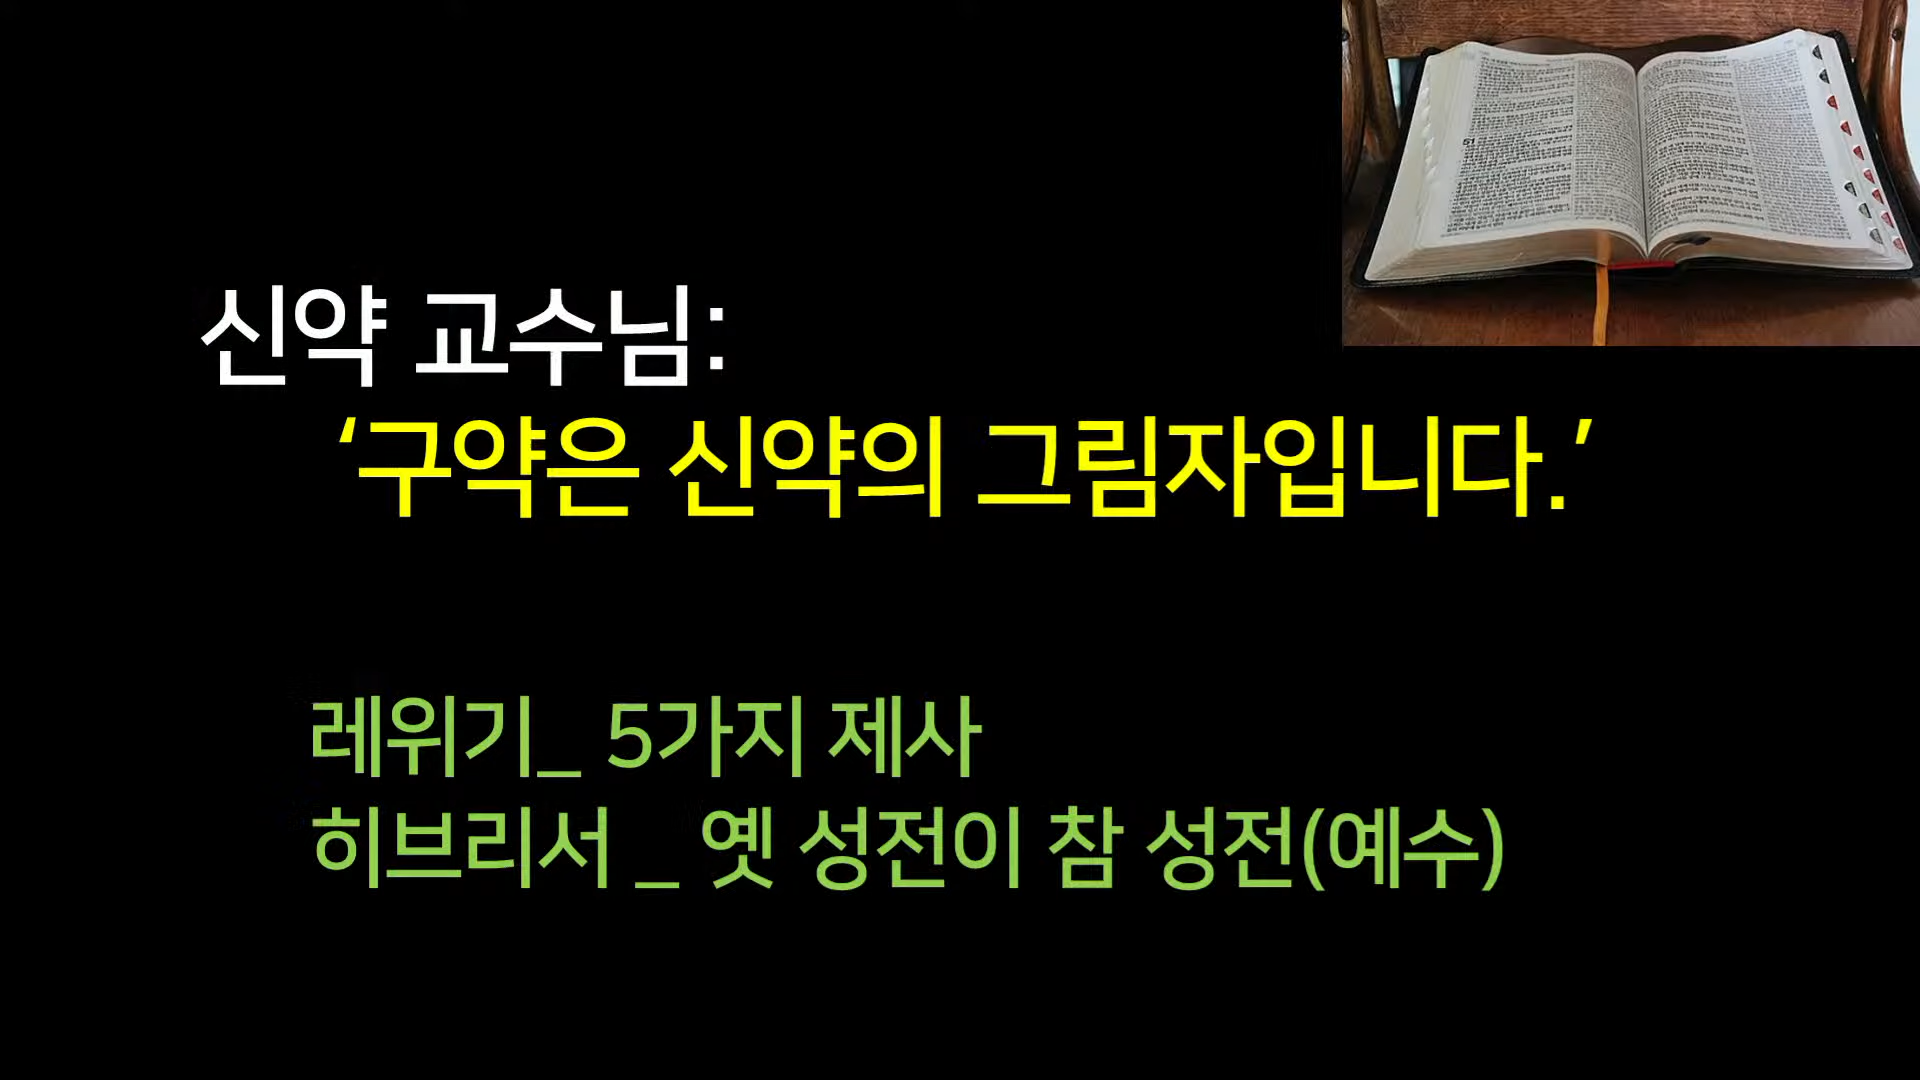 신약 교수님:
‘구약은 신약의 그림자입니다.’
레위기_ 5가지 제사
히브리서 _ 옛 성전이 참 성전(예수)
51